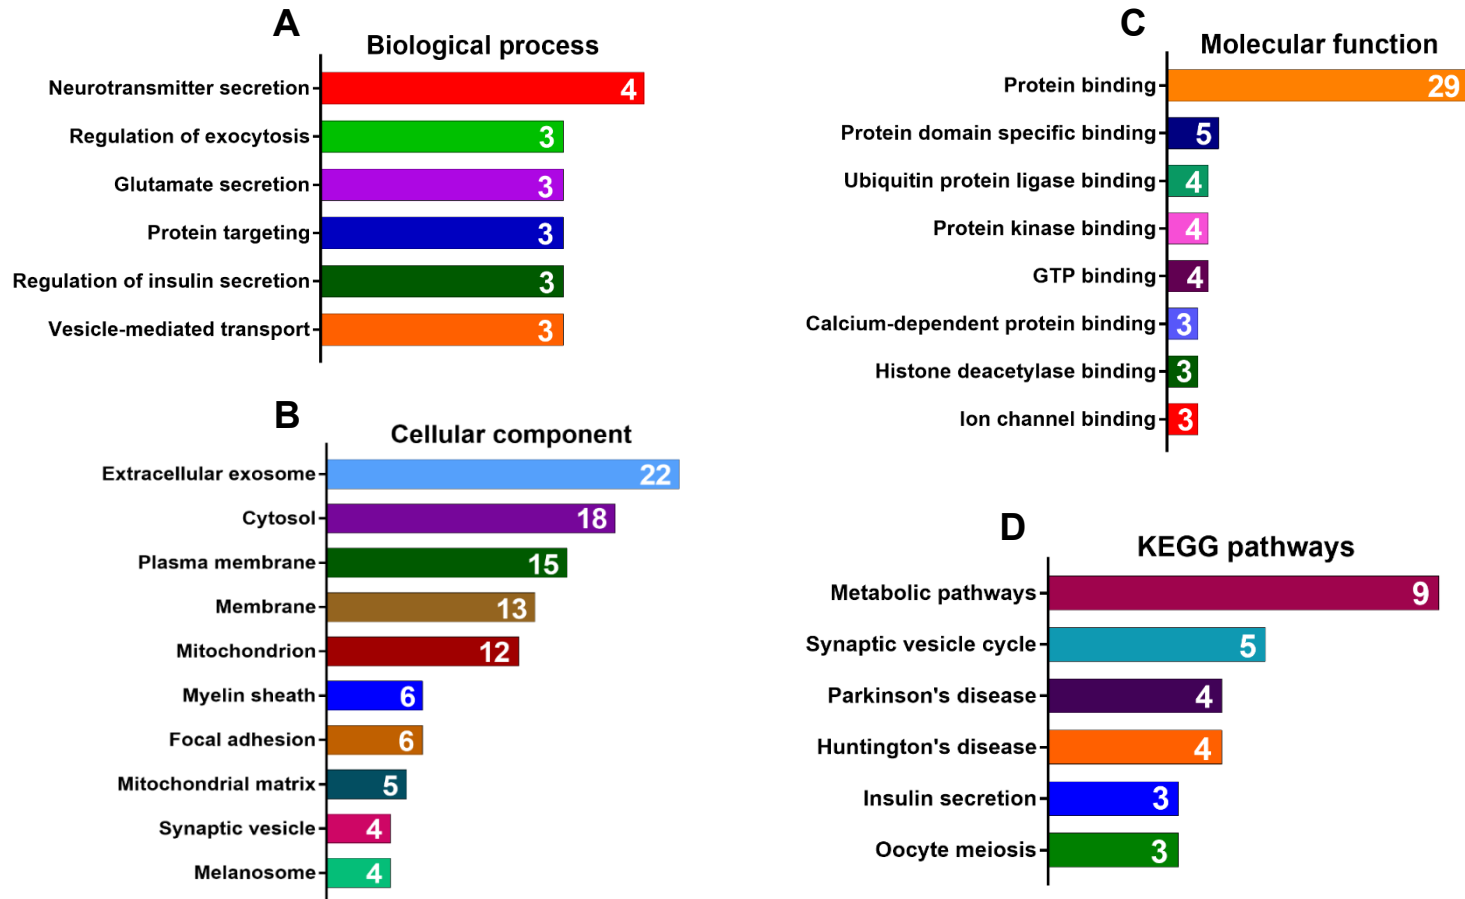 A
Biological process
Neurotransmitter secretion 4
Regulation of exocytosis 3
Glutamate secretion 3
Protein targeting 3
Regulation of insulin secretion 3
Vesicle-mediated transport 3
B
Cellular component
Extracellular exosome 22
Cytosol 18
Plasma membrane 15
Membrane 13
Mitochondrion 12
Myelin sheath 6
Focal adhesion 6
Mitochondrial matrix 5
Synaptic vesicle 4
Melanosome 4
C
Molecular function
Protein binding 29
Protein domain specific binding 5
Ubiquitin protein ligase binding 4
Protein kinase binding 4
GTP binding 4
Calcium-dependent protein binding 3
Histone deacetylase binding 3
Ion channel binding 3
D
KEGG pathways
Metabolic pathways 9
Synaptic vesicle cycle 5
Parkinson's disease 4
Huntington's disease 4
Insulin secretion 3
Oocyte meiosis 3